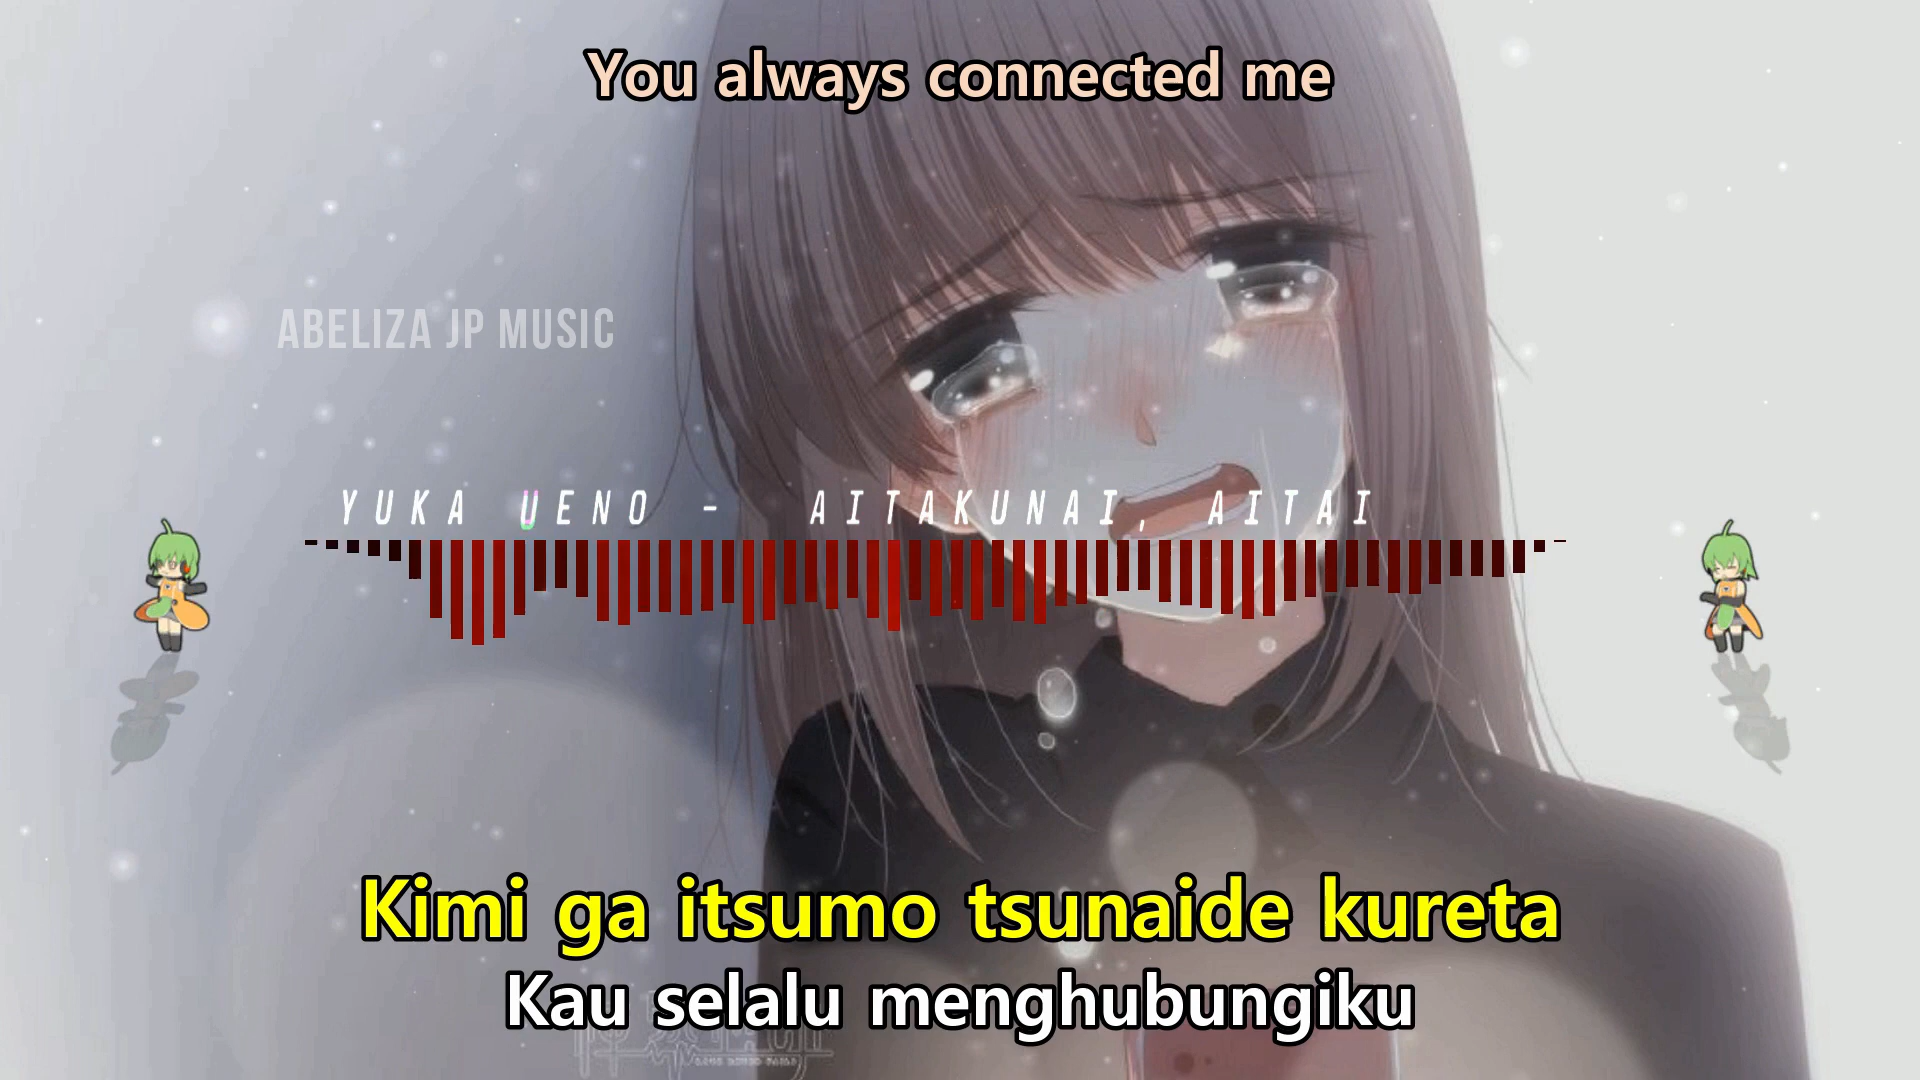 You always connected me
ABELIZA JP MUSIC
YUKA UENO - AITAKUNAI, AITAI
Kimi ga itsumo tsunaide kureta
Kau selalu menghubungiku